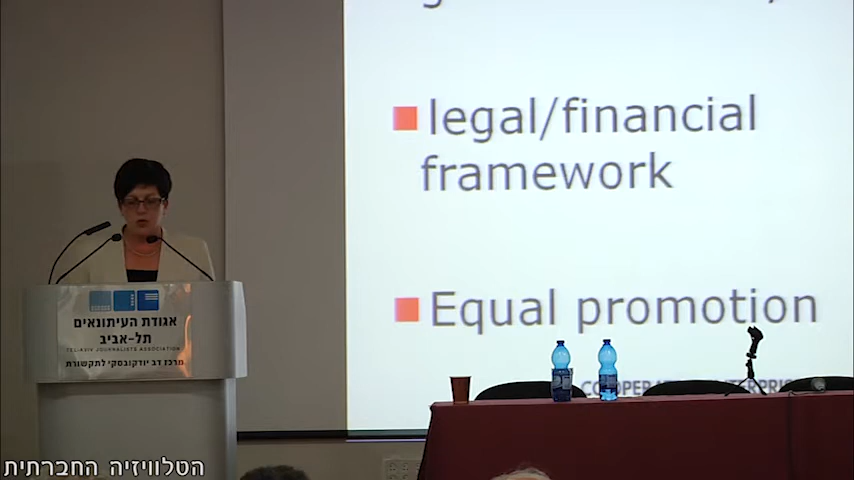 legal/financial
framework
Equal promotion
אגודת העיתונאים
תל-אביב
TEL AVIV JOURNALISTS ASSOCIATION
מרכז דב יודקובסקי לתקשורת
הטלוויזיה החברתית